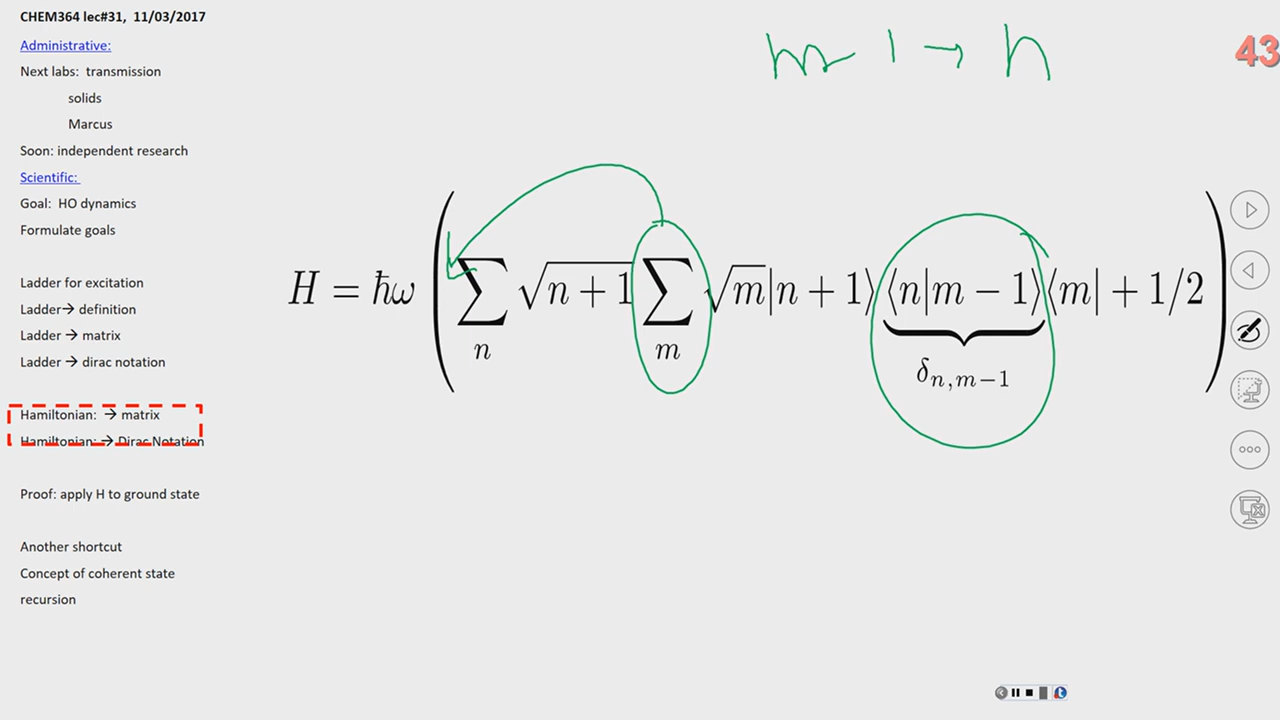 CHEM364 lec#31, 11/03/2017
Administrative:
Next labs: transmission
solids
Marcus
Soon: independent research
Scientific:
Goal: HO dynamics
Formulate goals
Ladder for excitation
Ladder→ definition
Ladder → matrix
Ladder → dirac notation
Hamiltonian: → matrix
Hamiltonian: → Dirac Notation
Proof: apply H to ground state
Another shortcut
Concept of coherent state
recursion
m - 1 → n
43
H = ħω ( ∑_n √(n + 1) ∑_m √m |n + 1⟩ ⟨n|m − 1⟩ ⟨m| + 1/2 )
δ_{n,m−1}